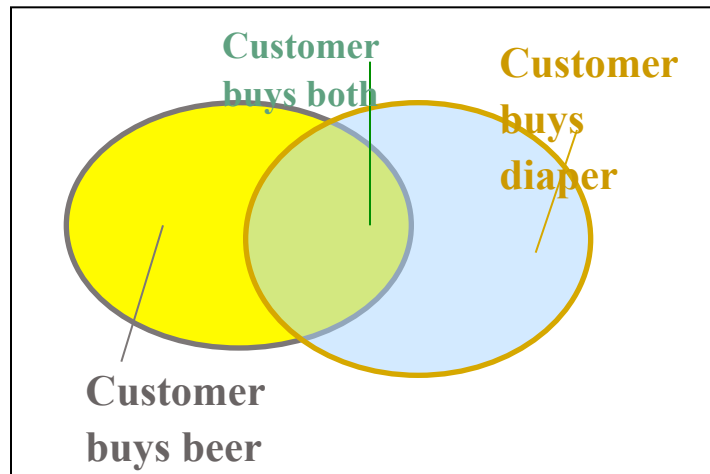 Customer
buys both
Customer
buys
diaper
Customer
buys beer